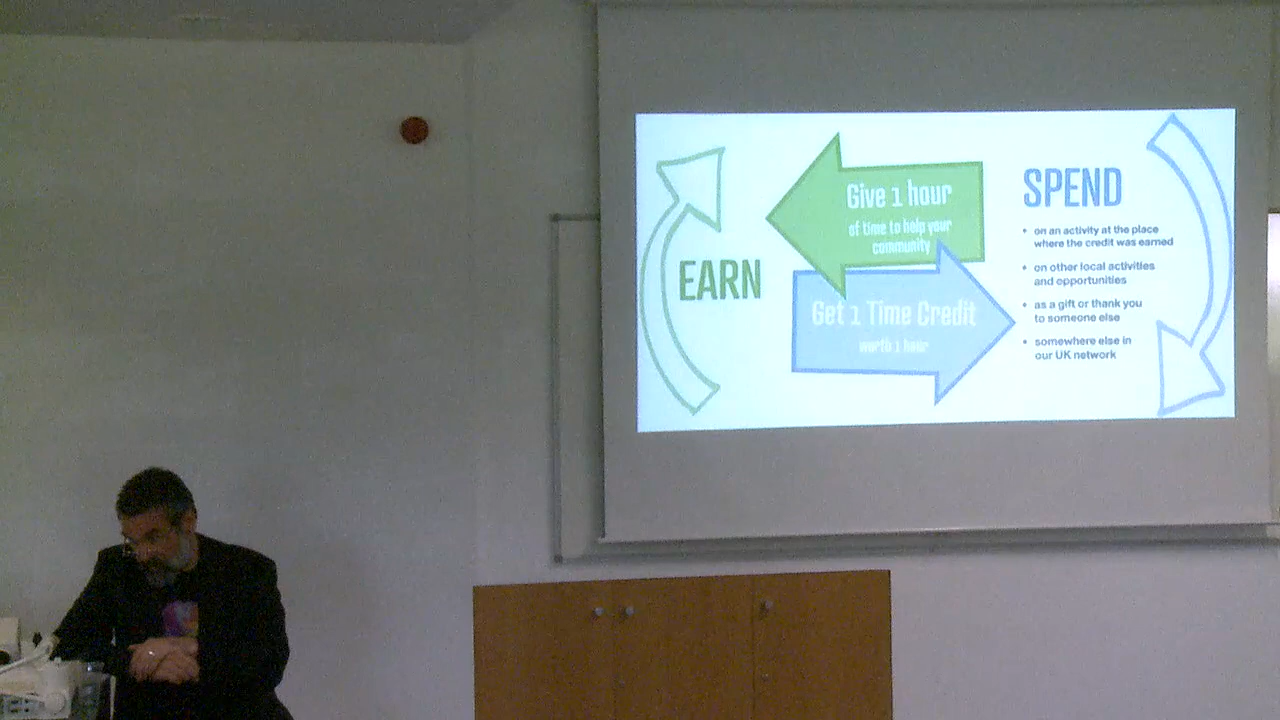 EARN
Give 1 hour
of time to help your
community
Get 1 Time Credit
worth 1 hour
SPEND
• on an activity at the place
where the credit was earned
• on other local activities
and opportunities
• as a gift or thank you
to someone else
• somewhere else in
our UK network